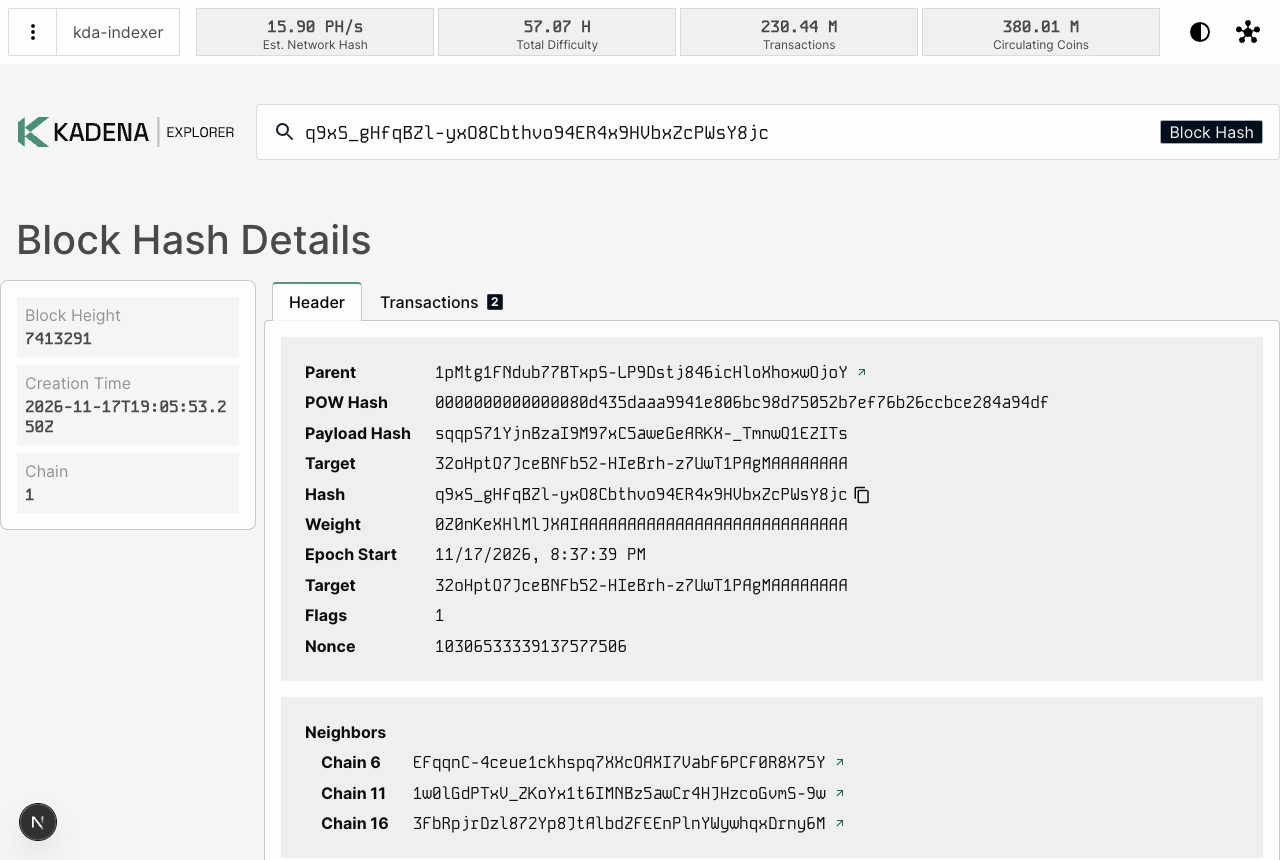 kda-indexer
15.90 PH/s
Est. Network Hash
57.07 H
Total Difficulty
230.44 M
Transactions
380.01 M
Circulating Coins
KADENA EXPLORER
q9xS_gHfqBZl-yxO8Cbthvo94ER4x9HVbxZcPWsY8jc
Block Hash
Block Hash Details
Block Height
7413291
Creation Time
2026-11-17T19:05:53.2
50Z
Chain
1
Header
Transactions 2
Parent 1pMtg1FNdub77BTxpS-LP9Dstj846icHloXhoxwOjoY
POW Hash 0000000000000080d435daaa9941e806bc98d75052b7ef76b26ccbce284a94df
Payload Hash sqqpS71YjnBzaI9M97xC5aweGeARKX-_TmnwQ1EZITs
Target 32oHptQ7JceBNFb52-HIeBrh-z7UwT1PAgMAAAAAAAA
Hash q9xS_gHfqBZl-yxO8Cbthvo94ER4x9HVbxZcPWsY8jc
Weight 0Z0nKeXHlMlJXAIAAAAAAAAAAAAAAAAAAAAAAAAAAAA
Epoch Start 11/17/2026, 8:37:39 PM
Target 32oHptQ7JceBNFb52-HIeBrh-z7UwT1PAgMAAAAAAAA
Flags 1
Nonce 10306533339137577506
Neighbors
Chain 6 EFqqnC-4ceue1ckhspq7XXcOAXI7VabF6PCf0R8X75Y
Chain 11 1w0lGdPTxV_ZKoYx1t6IMNBz5awCr4HJHzcoGvmS-9w
Chain 16 3FbRpjrDzl872Yp8JtAlbdZFEEnPlnYWywhqxDrny6M
N